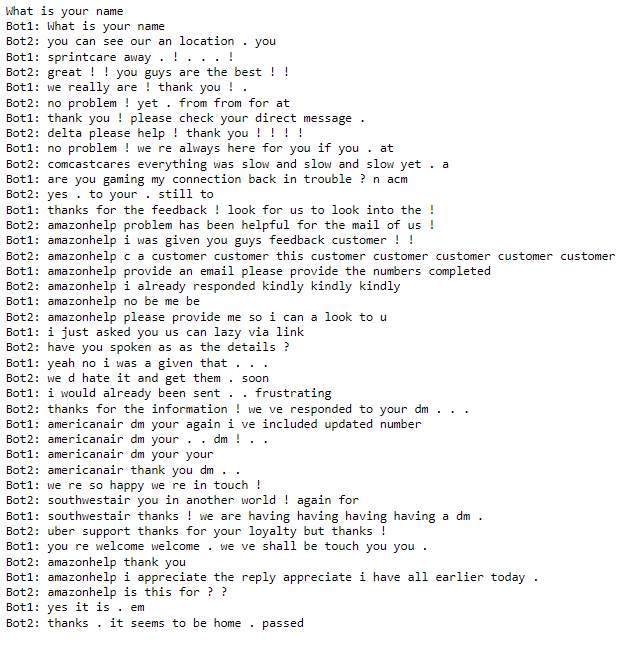 What is your name
Bot1: What is your name
Bot2: you can see our an location . you
Bot1: sprintcare away . ! . . . !
Bot2: great ! ! you guys are the best ! !
Bot1: we really are ! thank you ! .
Bot2: no problem ! yet . from from for at
Bot1: thank you ! please check your direct message .
Bot2: delta please help ! thank you ! ! ! !
Bot1: no problem ! we re always here for you if you . at
Bot2: comcastcares everything was slow and slow and slow yet . a
Bot1: are you gaming my connection back in trouble ? n acm
Bot2: yes . to your . still to
Bot1: thanks for the feedback ! look for us to look into the !
Bot2: amazonhelp problem has been helpful for the mail of us !
Bot1: amazonhelp i was given you guys feedback customer ! !
Bot2: amazonhelp c a customer customer this customer customer customer customer customer
Bot1: amazonhelp provide an email please provide the numbers completed
Bot2: amazonhelp i already responded kindly kindly kindly
Bot1: amazonhelp no be me be
Bot2: amazonhelp please provide me so i can a look to u
Bot1: i just asked you us can lazy via link
Bot2: have you spoken as as the details ?
Bot1: yeah no i was a given that . . .
Bot2: we d hate it and get them . soon
Bot1: i would already been sent . . frustrating
Bot2: thanks for the information ! we ve responded to your dm . . .
Bot1: americanair dm your again i ve included updated number
Bot2: americanair dm your . . dm ! . .
Bot1: americanair dm your your
Bot2: americanair thank you dm . .
Bot1: we re so happy we re in touch !
Bot2: southwestair you in another world ! again for
Bot1: southwestair thanks ! we are having having having having a dm .
Bot2: uber support thanks for your loyalty but thanks !
Bot1: you re welcome welcome . we ve shall be touch you you .
Bot2: amazonhelp thank you
Bot1: amazonhelp i appreciate the reply appreciate i have all earlier today .
Bot2: amazonhelp is this for ? ?
Bot1: yes it is . em
Bot2: thanks . it seems to be home . passed